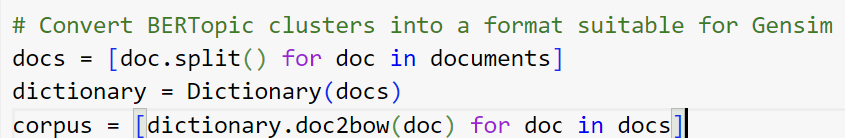 # Convert BERTopic clusters into a format suitable for Gensim
docs = [doc.split() for doc in documents]
dictionary = Dictionary(docs)
corpus = [dictionary.doc2bow(doc) for doc in docs]